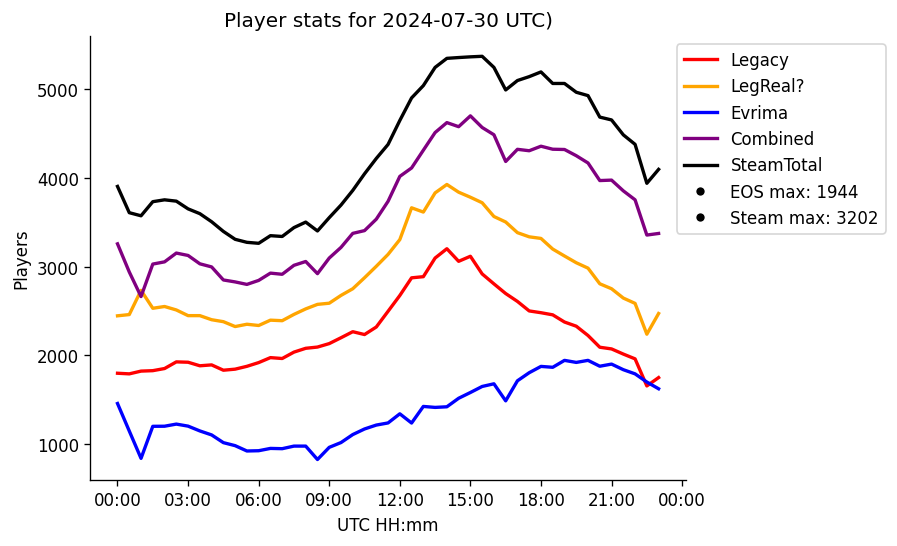 Player stats for 2024-07-30 UTC)
Legacy
LegReal?
Evrima
Combined
SteamTotal
EOS max: 1944
Steam max: 3202
Players
5000
4000
3000
2000
1000
00:00 03:00 06:00 09:00 12:00 15:00 18:00 21:00 00:00
UTC HH:mm